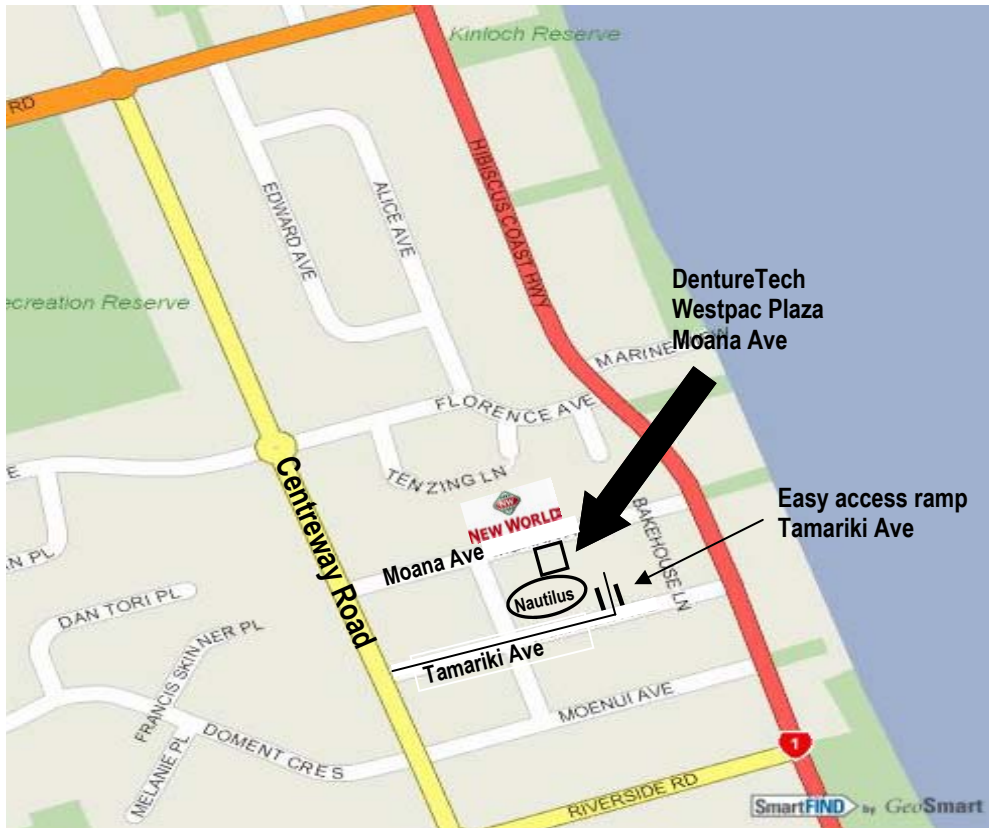 Kinloch Reserve
RD
HIBISCUS COAST HWY
EDWARD AVE
ALICE AVE
DentureTech
Westpac Plaza
Moana Ave
ecreation Reserve
MARINE
FLORENCE AVE
TENZING LN
E
Centreway Road
NW
NEW WORLD
Easy access ramp
Tamariki Ave
BAKEHOUSE LN
Moana Ave
N PL
Nautilus
DAN TORI PL
FRANCIS SKINNER PL
Tamariki Ave
MOENUI AVE
MELANIE PL
DOMENT CRES
1
RIVERSIDE RD
SmartFIND by GeoSmart